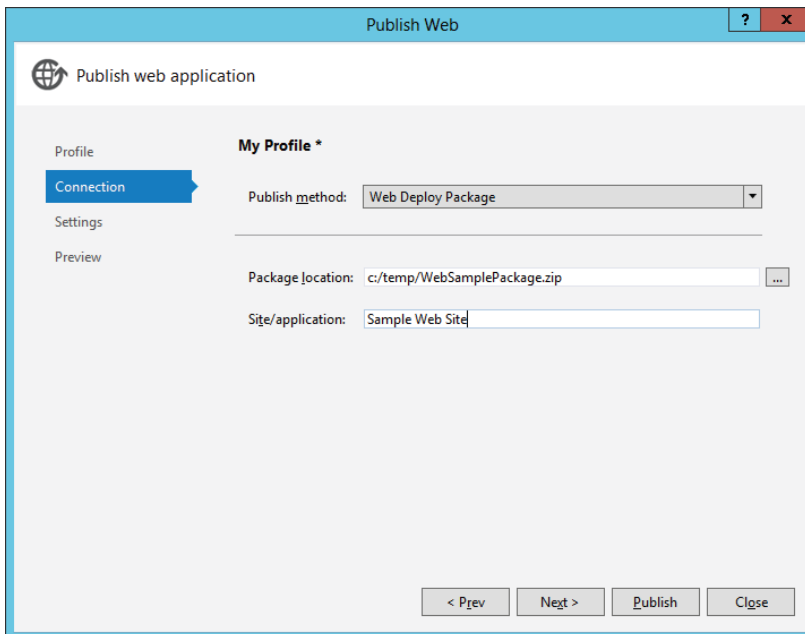 Publish Web
? x
Publish web application
Profile
Connection
Settings
Preview
My Profile *
Publish method: Web Deploy Package
Package location: c:/temp/WebSamplePackage.zip ...
Site/application: Sample Web Site
< Prev Next > Publish Close